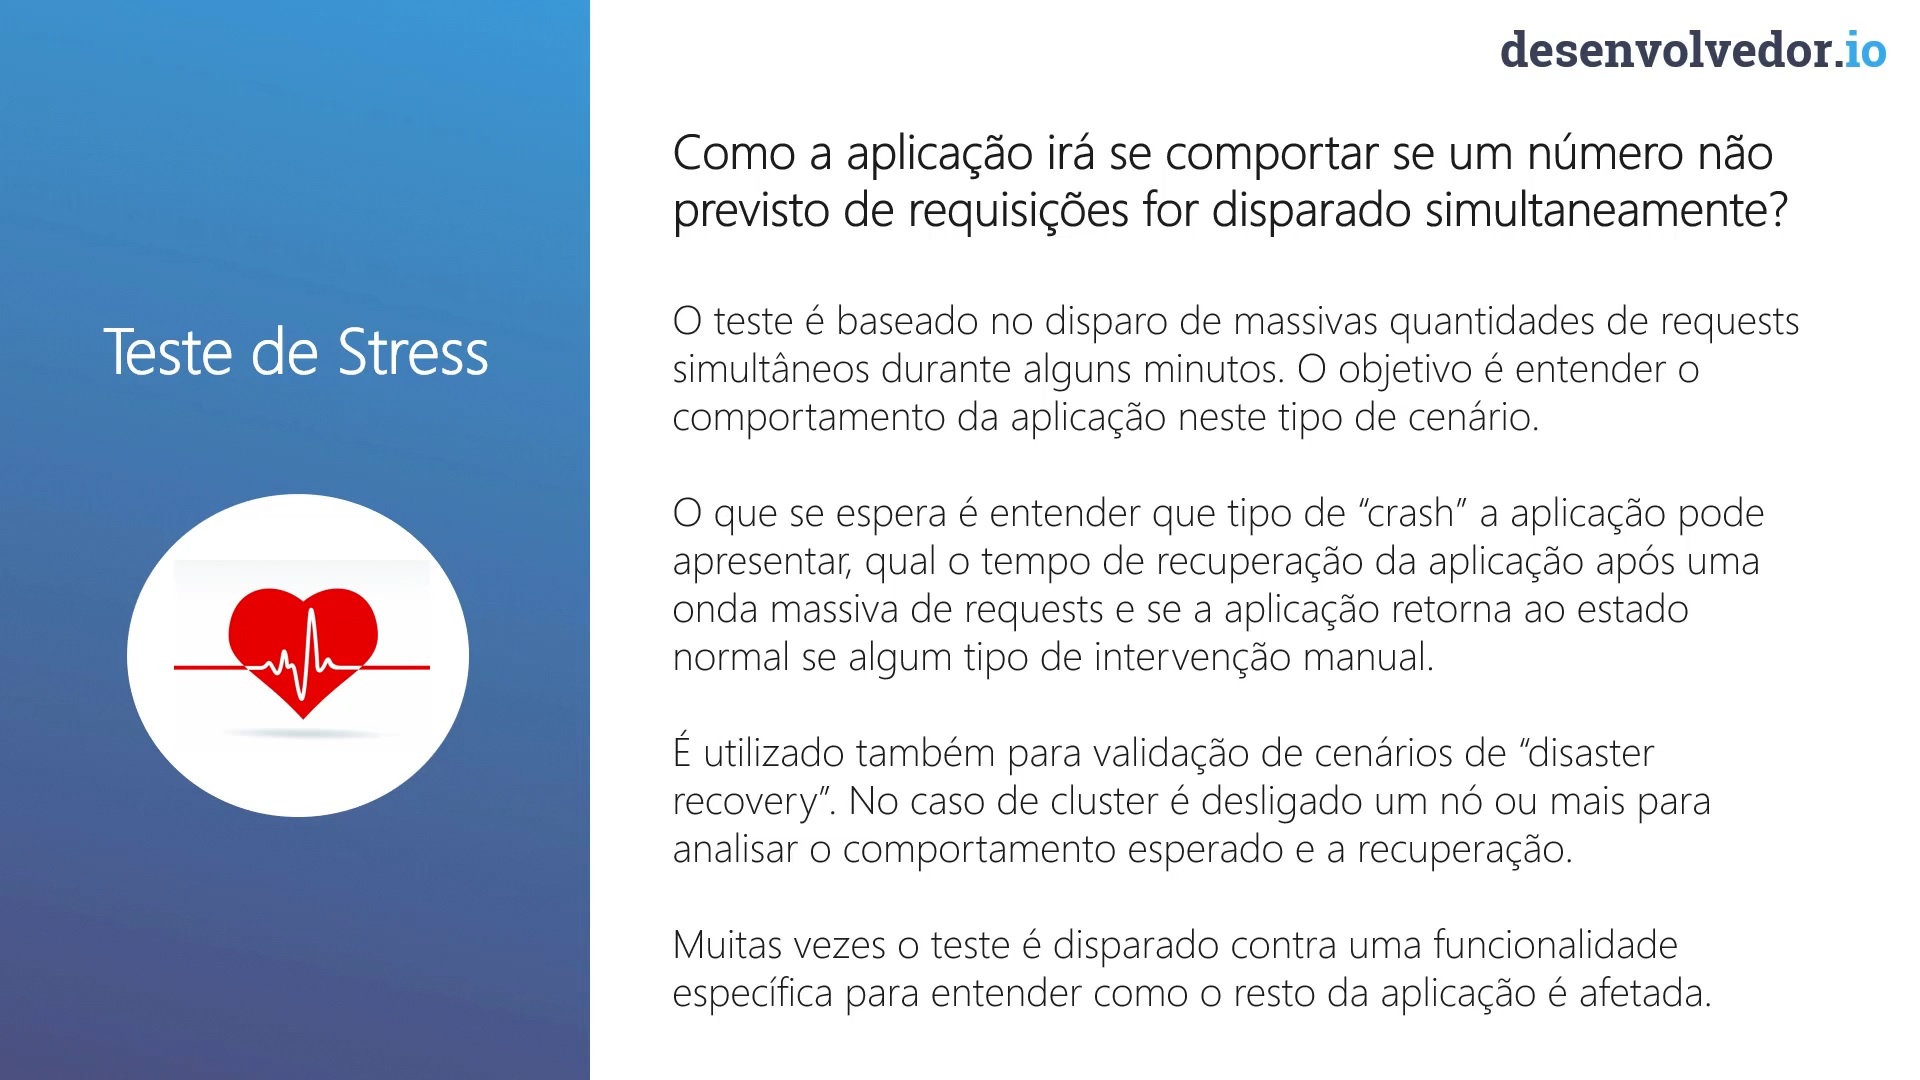 desenvolvedor.io
Teste de Stress
Como a aplicação irá se comportar se um número não
previsto de requisições for disparado simultaneamente?
O teste é baseado no disparo de massivas quantidades de requests
simultâneos durante alguns minutos. O objetivo é entender o
comportamento da aplicação neste tipo de cenário.
O que se espera é entender que tipo de “crash” a aplicação pode
apresentar, qual o tempo de recuperação da aplicação após uma
onda massiva de requests e se a aplicação retorna ao estado
normal se algum tipo de intervenção manual.
É utilizado também para validação de cenários de “disaster
recovery”. No caso de cluster é desligado um nó ou mais para
analisar o comportamento esperado e a recuperação.
Muitas vezes o teste é disparado contra uma funcionalidade
específica para entender como o resto da aplicação é afetada.